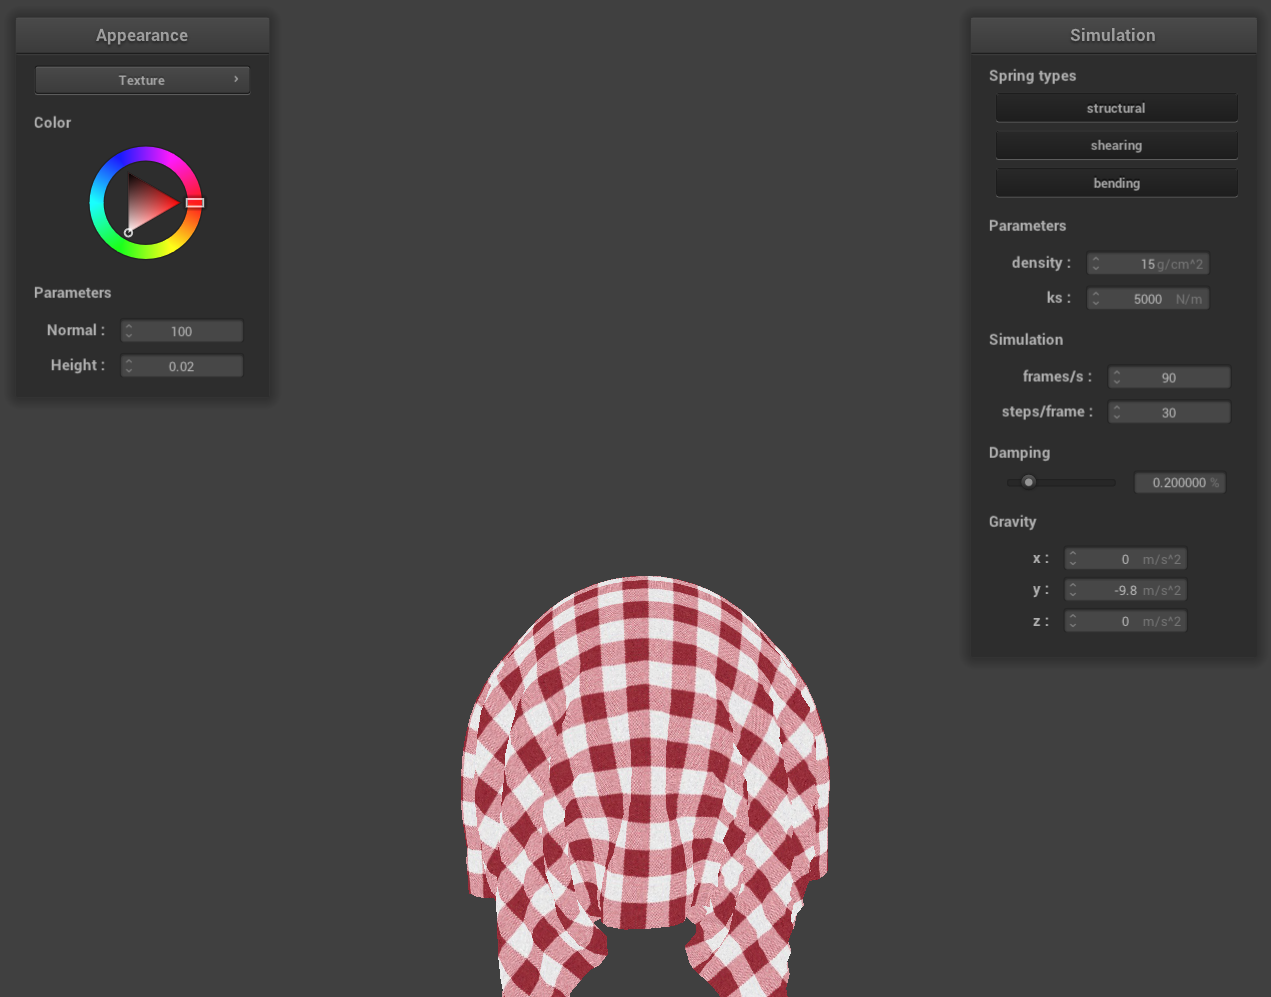 Appearance
Texture
Color
Parameters
Normal : 100
Height : 0.02
Simulation
Spring types
structural
shearing
bending
Parameters
density : 15 g/cm^2
ks : 5000 N/m
Simulation
frames/s : 90
steps/frame : 30
Damping
0.200000 %
Gravity
x : 0 m/s^2
y : -9.8 m/s^2
z : 0 m/s^2